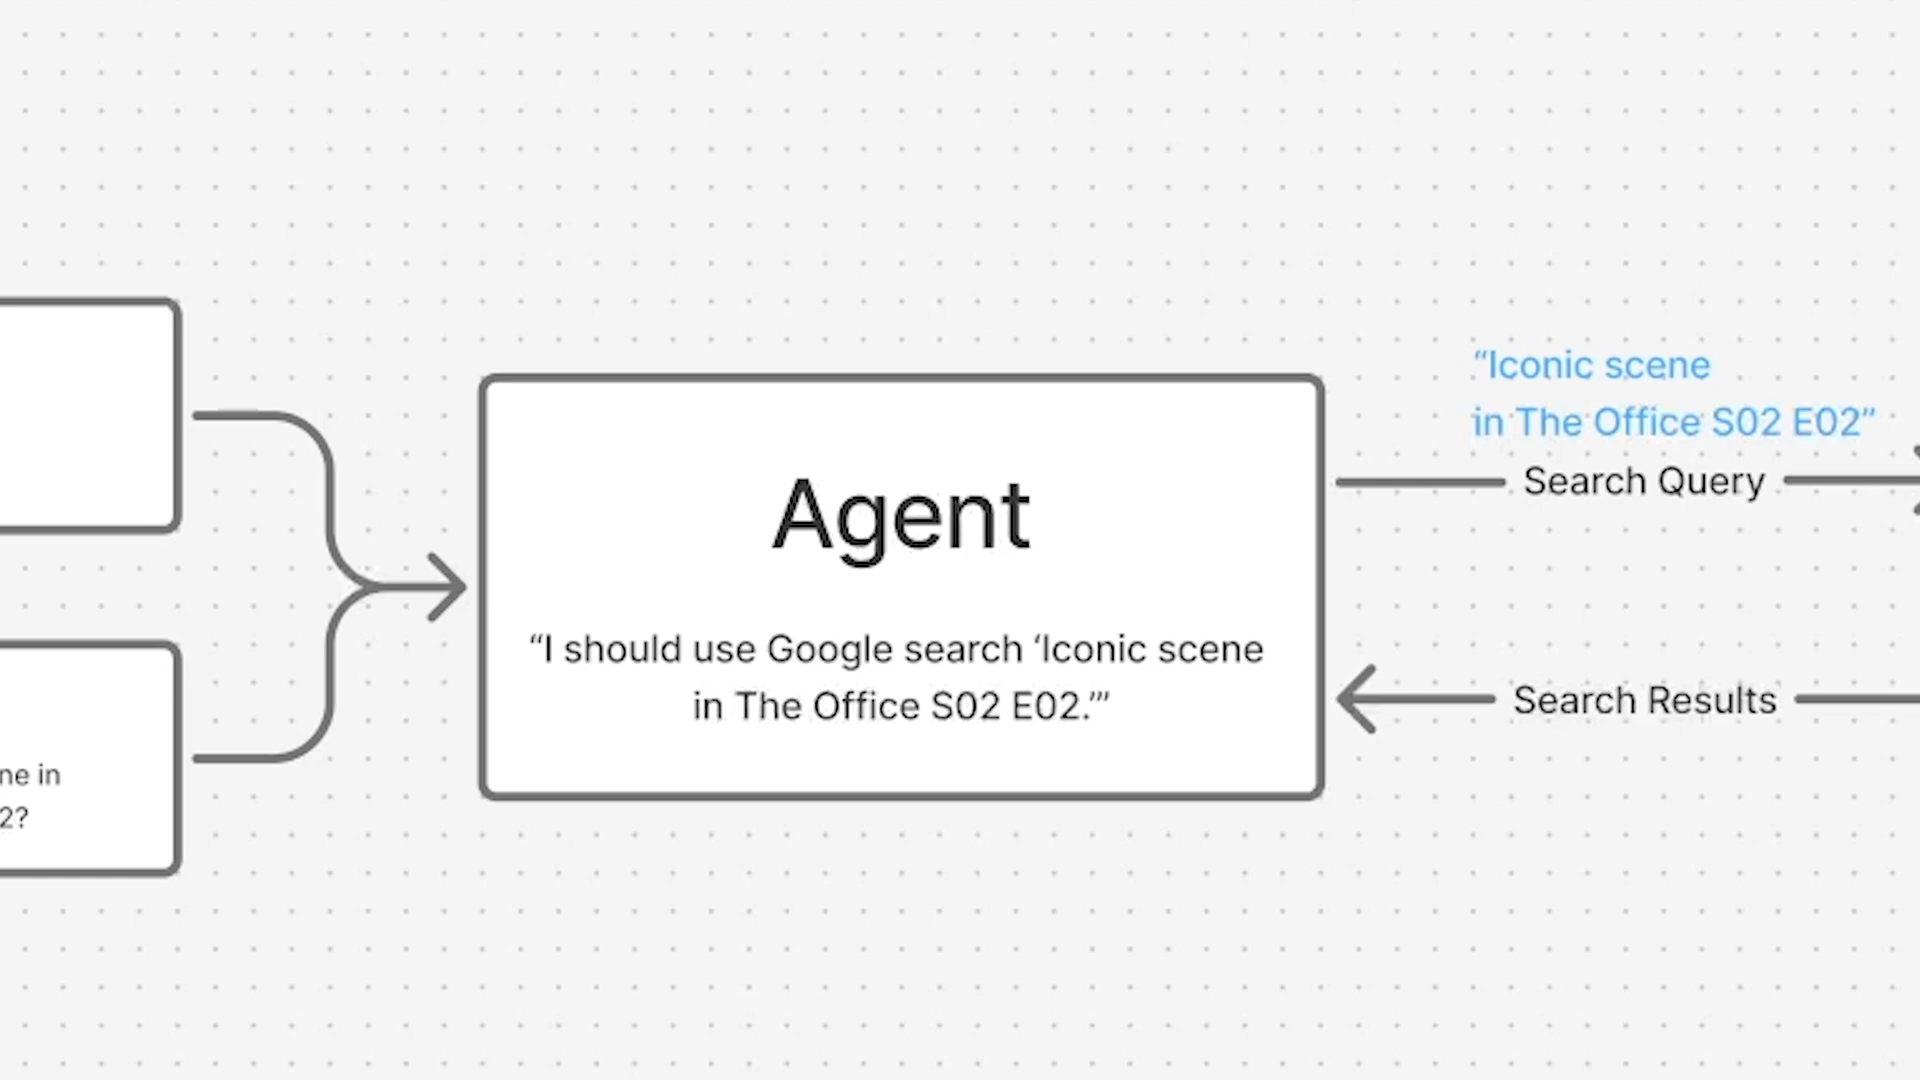 ne in
2?
Agent
“I should use Google search ‘Iconic scene
in The Office S02 E02.’”
“Iconic scene
in The Office S02 E02”
Search Query
Search Results